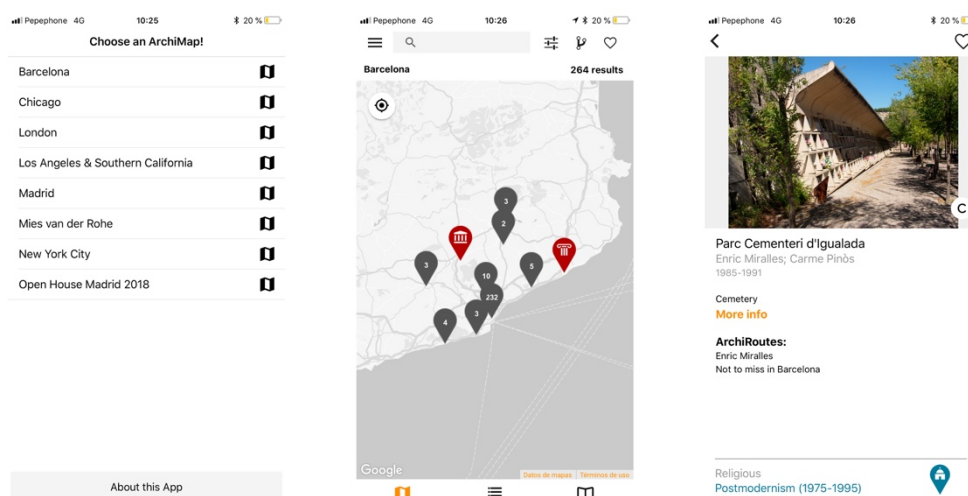 Pepephone 4G 10:25 20 %
Choose an ArchiMap!
Barcelona
Chicago
London
Los Angeles & Southern California
Madrid
Mies van der Rohe
New York City
Open House Madrid 2018
About this App
Pepephone 4G 10:26 20 %
Barcelona 264 results
3
2
3
5
10
232
3
4
Google
Datos de mapas Términos de uso
Pepephone 4G 10:26 20 %
C
Parc Cementeri d'Igualada
Enric Miralles; Carme Pinòs
1985-1991
Cemetery
More info
ArchiRoutes:
Enric Miralles
Not to miss in Barcelona
Religious
Postmodernism (1975-1995)